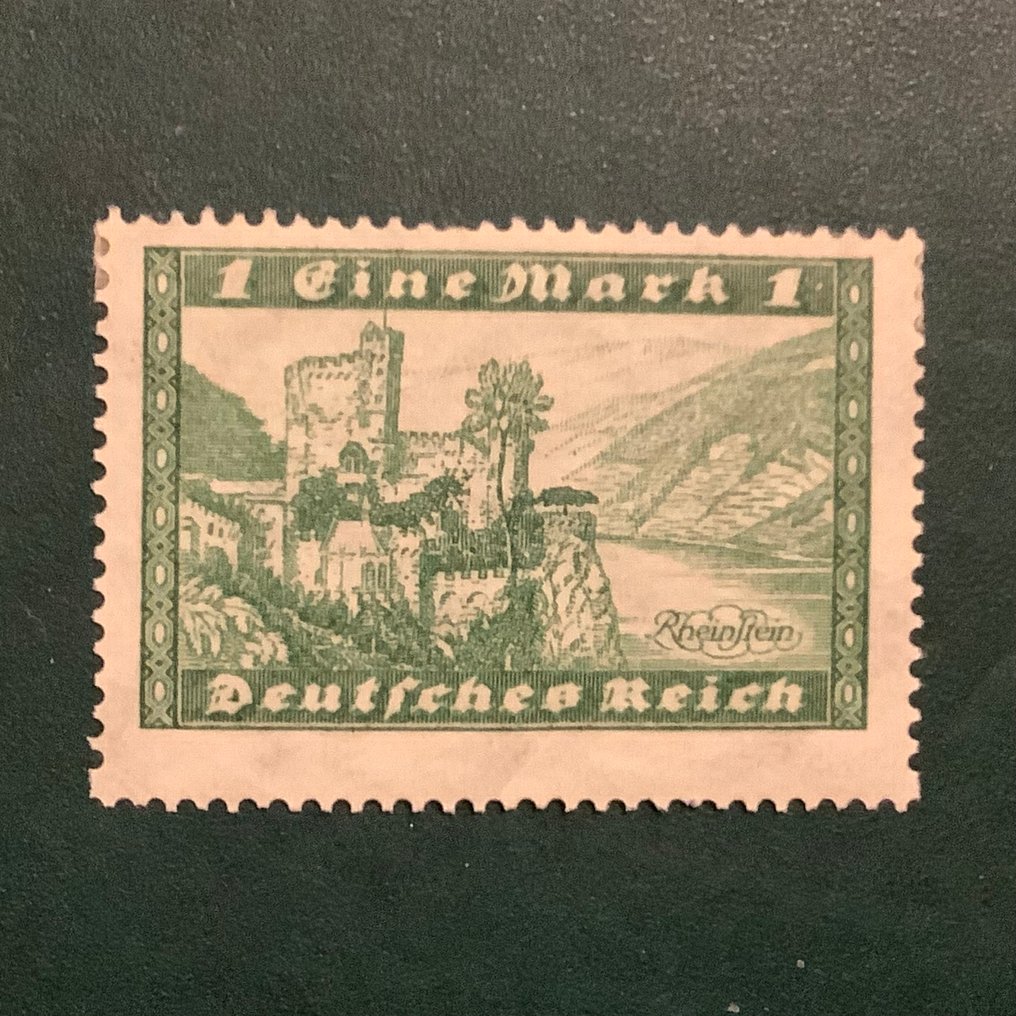 1 Eine Mark 1
Rheinſtein
Deutſches Reich